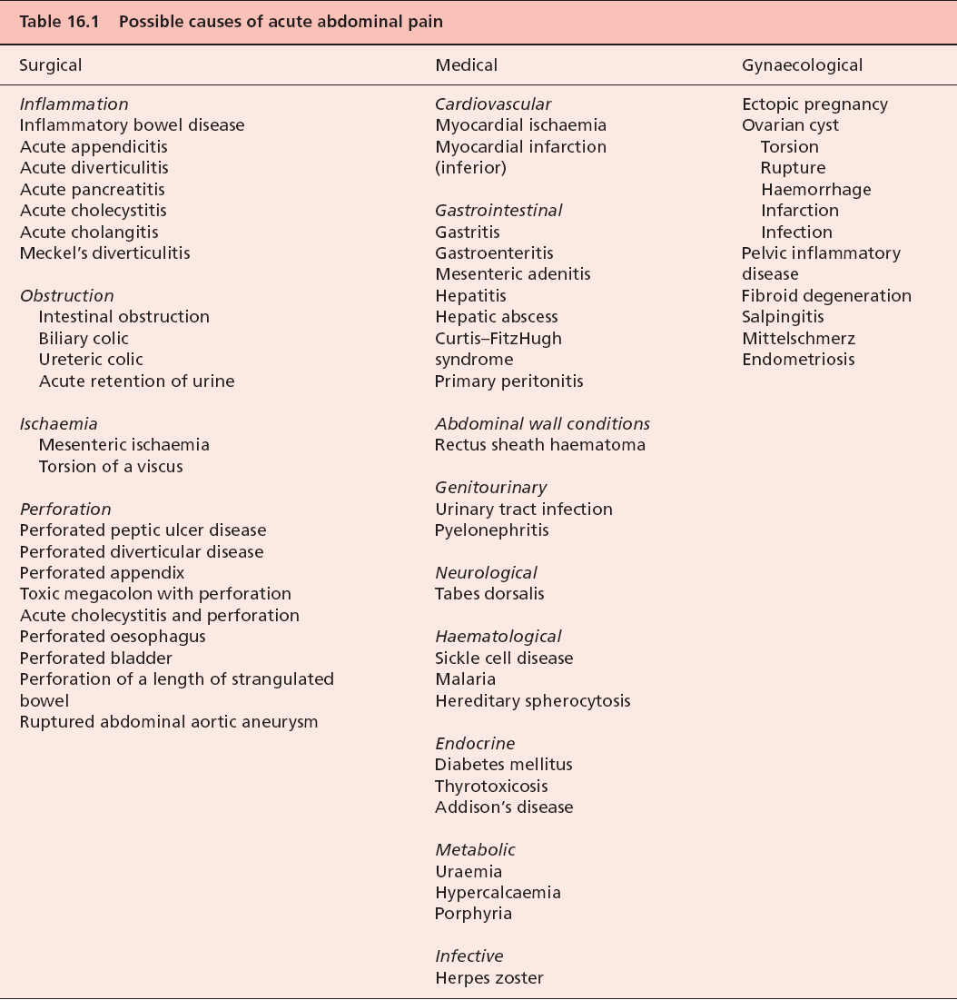 Table 16.1 Possible causes of acute abdominal pain
Surgical
Medical
Gynaecological
Inflammation
Inflammatory bowel disease
Acute appendicitis
Acute diverticulitis
Acute pancreatitis
Acute cholecystitis
Acute cholangitis
Meckel’s diverticulitis
Obstruction
Intestinal obstruction
Biliary colic
Ureteric colic
Acute retention of urine
Ischaemia
Mesenteric ischaemia
Torsion of a viscus
Perforation
Perforated peptic ulcer disease
Perforated diverticular disease
Perforated appendix
Toxic megacolon with perforation
Acute cholecystitis and perforation
Perforated oesophagus
Perforated bladder
Perforation of a length of strangulated
bowel
Ruptured abdominal aortic aneurysm
Cardiovascular
Myocardial ischaemia
Myocardial infarction
(inferior)
Gastrointestinal
Gastritis
Gastroenteritis
Mesenteric adenitis
Hepatitis
Hepatic abscess
Curtis–FitzHugh
syndrome
Primary peritonitis
Abdominal wall conditions
Rectus sheath haematoma
Genitourinary
Urinary tract infection
Pyelonephritis
Neurological
Tabes dorsalis
Haematological
Sickle cell disease
Malaria
Hereditary spherocytosis
Endocrine
Diabetes mellitus
Thyrotoxicosis
Addison’s disease
Metabolic
Uraemia
Hypercalcaemia
Porphyria
Infective
Herpes zoster
Ectopic pregnancy
Ovarian cyst
Torsion
Rupture
Haemorrhage
Infarction
Infection
Pelvic inflammatory
disease
Fibroid degeneration
Salpingitis
Mittelschmerz
Endometriosis